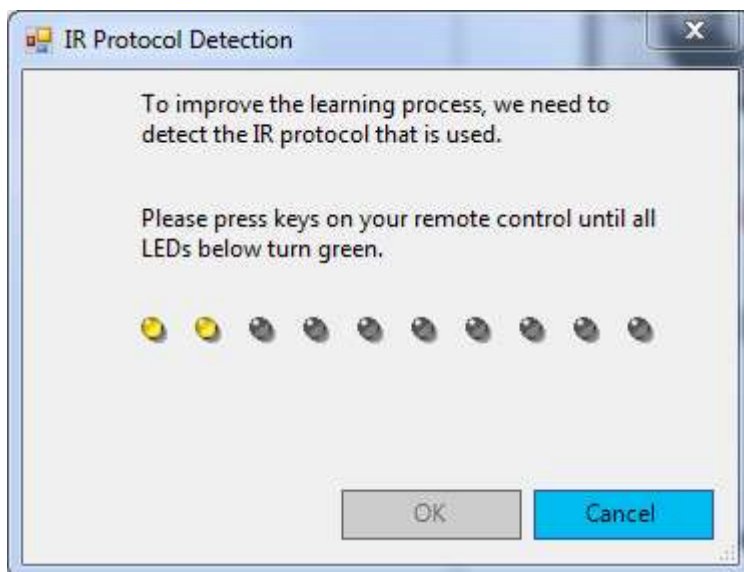 IR Protocol Detection
To improve the learning process, we need to
detect the IR protocol that is used.
Please press keys on your remote control until all
LEDs below turn green.
OK
Cancel